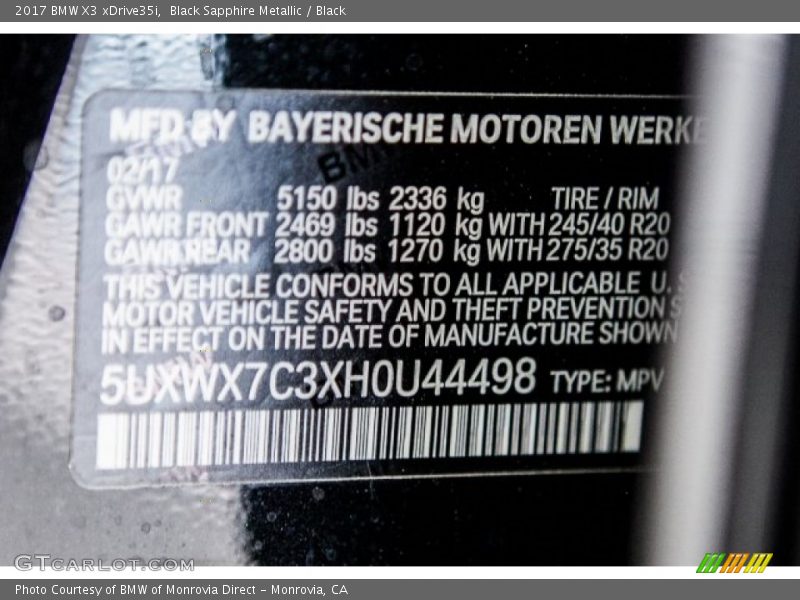 2017 BMW X3 xDrive35i, Black Sapphire Metallic / Black
MFD BY BAYERISCHE MOTOREN WERKE
02/17
GVWR 5150 lbs 2336 kg TIRE / RIM
GAWR FRONT 2469 lbs 1120 kg WITH 245/40 R20
GAWR REAR 2800 lbs 1270 kg WITH 275/35 R20
THIS VEHICLE CONFORMS TO ALL APPLICABLE U.S
MOTOR VEHICLE SAFETY AND THEFT PREVENTION S
IN EFFECT ON THE DATE OF MANUFACTURE SHOWN
5UXWX7C3XH0U44498 TYPE: MPV
GTcarlot.com
Photo Courtesy of BMW of Monrovia Direct - Monrovia, CA